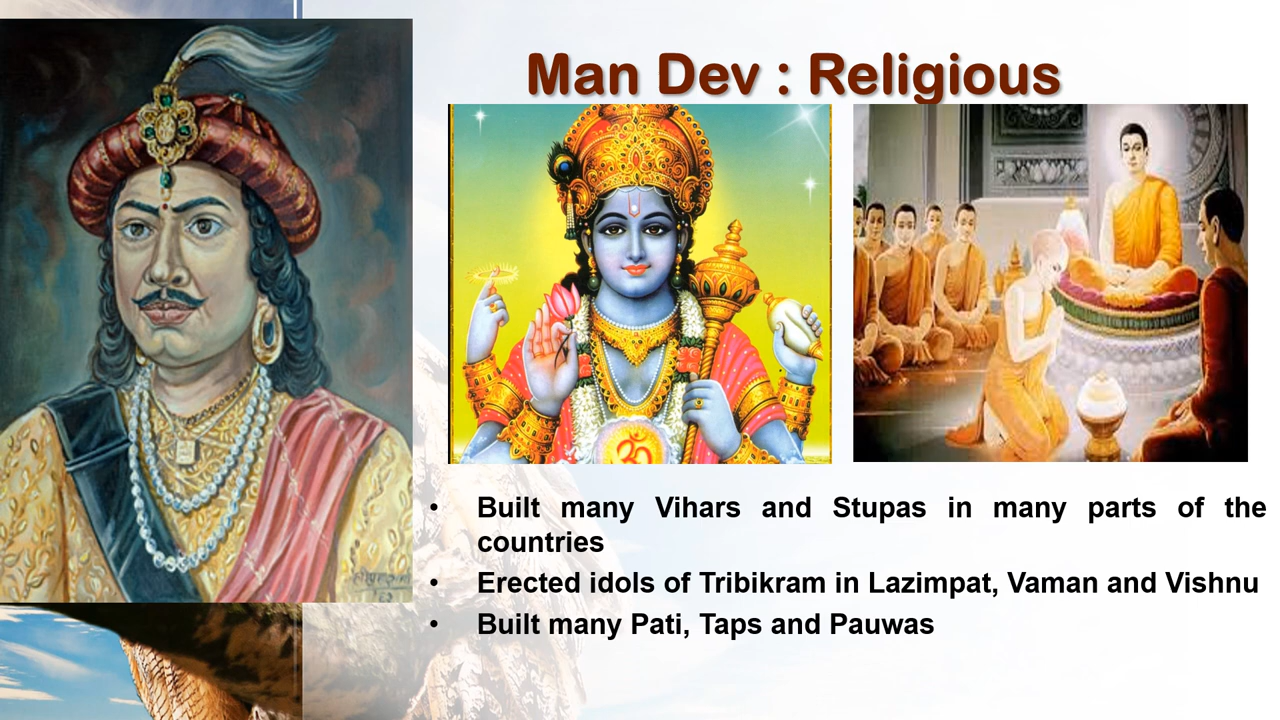 Man Dev : Religious
• Built many Vihars and Stupas in many parts of the
countries
• Erected idols of Tribikram in Lazimpat, Vaman and Vishnu
• Built many Pati, Taps and Pauwas
ॐ